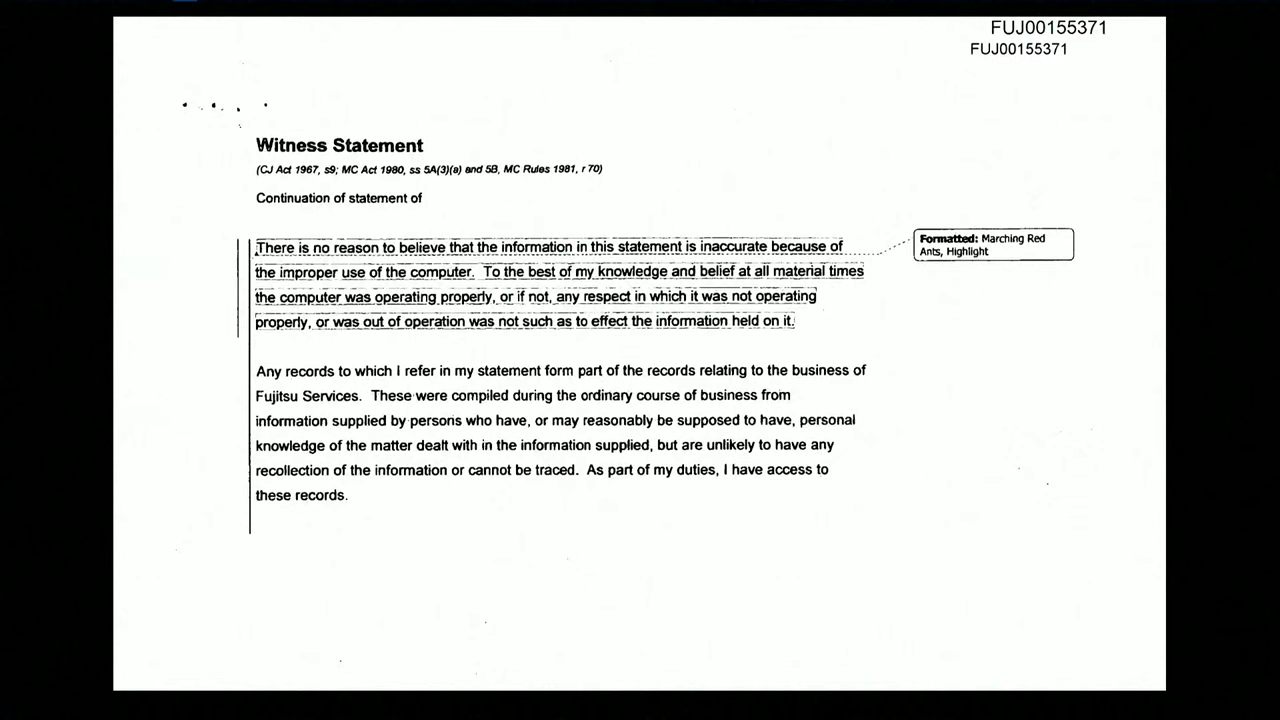 FUJ00155371
FUJ00155371
Witness Statement
(CJ Act 1967, s9; MC Act 1980, ss 5A(3)(a) and 5B, MC Rules 1981, r 70)
Continuation of statement of
There is no reason to believe that the information in this statement is inaccurate because of
the improper use of the computer. To the best of my knowledge and belief at all material times
the computer was operating properly, or if not, any respect in which it was not operating
properly, or was out of operation was not such as to effect the information held on it.
Formatted: Marching Red
Ants, Highlight
Any records to which I refer in my statement form part of the records relating to the business of
Fujitsu Services. These were compiled during the ordinary course of business from
information supplied by persons who have, or may reasonably be supposed to have, personal
knowledge of the matter dealt with in the information supplied, but are unlikely to have any
recollection of the information or cannot be traced. As part of my duties, I have access to
these records.